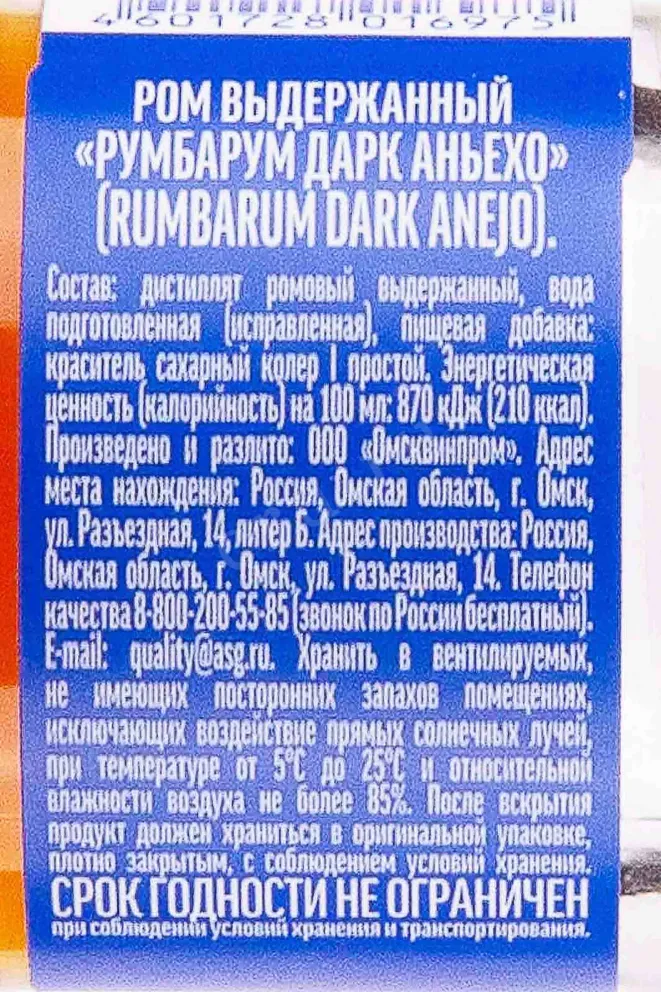 4601728 016975
РОМ ВЫДЕРЖАННЫЙ
«РУМБАРУМ ДАРК АНЬЕХО»
(RUMBARUM DARK ANEJO).
Состав: дистиллят ромовый выдержанный, вода
подготовленная (исправленная), пищевая добавка:
краситель сахарный колер I простой. Энергетическая
ценность (калорийность) на 100 мл: 870 кДж (210 ккал).
Произведено и разлито: ООО «Омсквинпром». Адрес
места нахождения: Россия, Омская область, г. Омск,
ул. Разъездная, 14, литер Б. Адрес производства: Россия,
Омская область, г. Омск, ул. Разъездная, 14. Телефон
качества 8-800-200-55-85 (звонок по России бесплатный).
E-mail: quality@asg.ru. Хранить в вентилируемых,
не имеющих посторонних запахов помещениях,
исключающих воздействие прямых солнечных лучей,
при температуре от 5°С до 25°С и относительной
влажности воздуха не более 85%. После вскрытия
продукт должен храниться в оригинальной упаковке,
плотно закрытым, с соблюдением условий хранения.
СРОК ГОДНОСТИ НЕ ОГРАНИЧЕН
при соблюдении условий хранения и транспортирования.